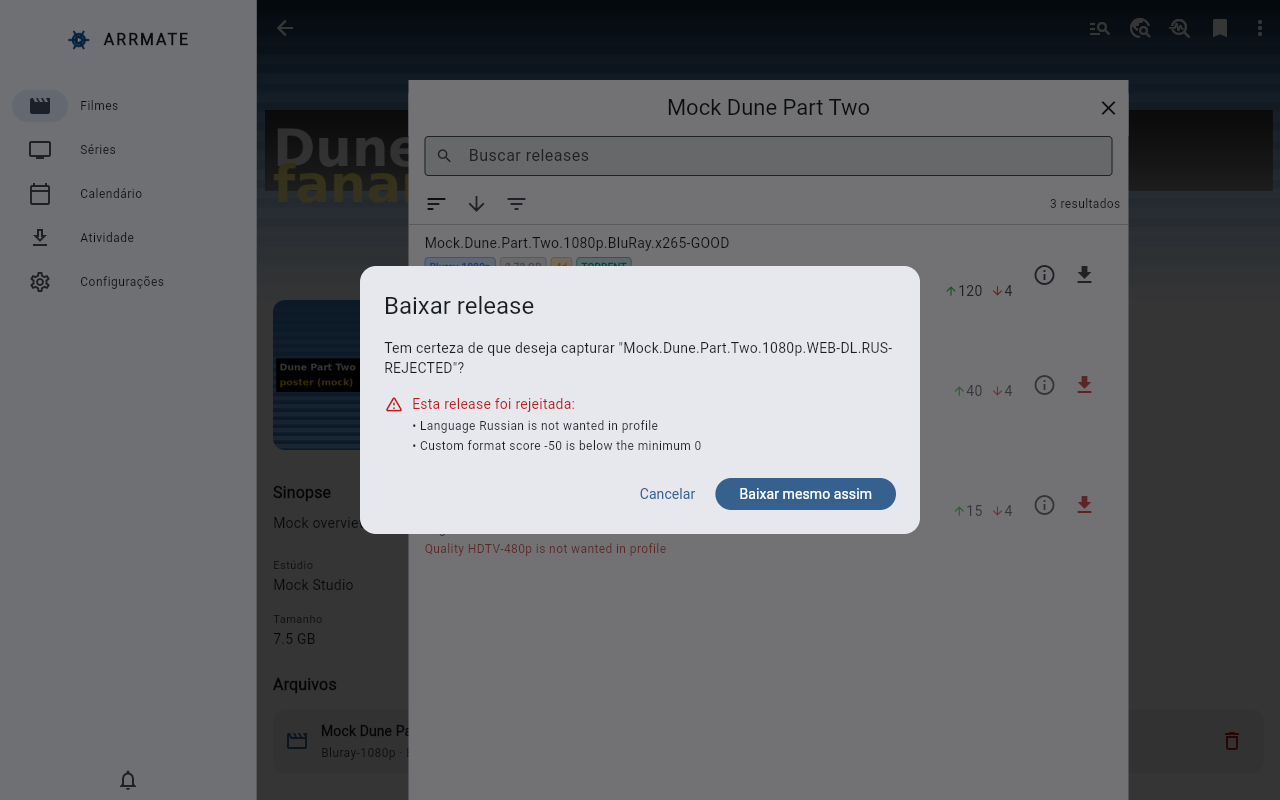 ARRMATE
Filmes
Séries
Calendário
Atividade
Configurações
Dune
fanar
Dune Part Two
poster (mock)
Sinopse
Mock overvie
Estúdio
Mock Studio
Tamanho
7.5 GB
Arquivos
Mock Dune Pa
Bluray-1080p ·
Mock Dune Part Two
Buscar releases
3 resultados
Mock.Dune.Part.Two.1080p.BluRay.x265-GOOD
TORRENT
120 4
40 4
15 4
Quality HDTV-480p is not wanted in profile
Baixar release
Tem certeza de que deseja capturar "Mock.Dune.Part.Two.1080p.WEB-DL.RUS-
REJECTED"?
Esta release foi rejeitada:
• Language Russian is not wanted in profile
• Custom format score -50 is below the minimum 0
Cancelar
Baixar mesmo assim